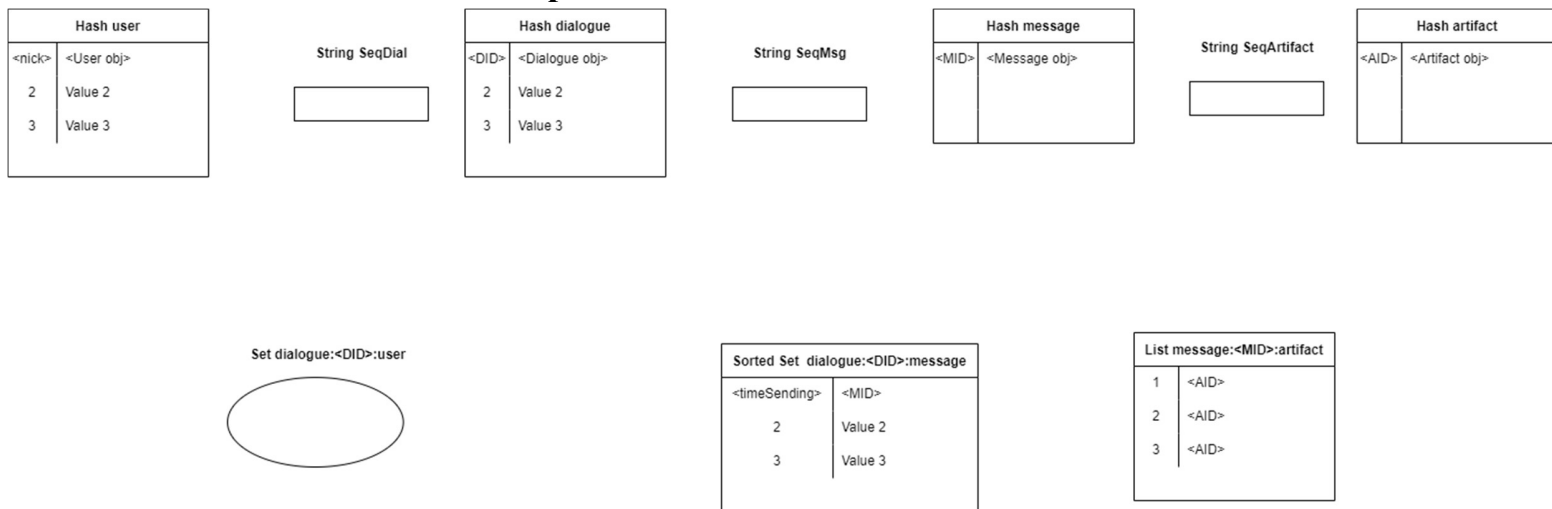 Hash user
<nick> <User obj>
2 Value 2
3 Value 3
String SeqDial
Hash dialogue
<DID> <Dialogue obj>
2 Value 2
3 Value 3
String SeqMsg
Hash message
<MID> <Message obj>
String SeqArtifact
Hash artifact
<AID> <Artifact obj>
Set dialogue:<DID>:user
Sorted Set dialogue:<DID>:message
<timeSending> <MID>
2 Value 2
3 Value 3
List message:<MID>:artifact
1 <AID>
2 <AID>
3 <AID>